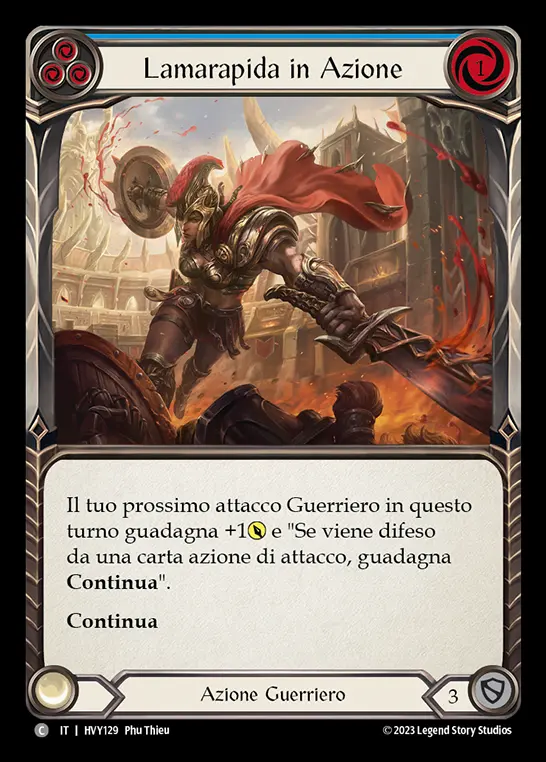 Lamarapida in Azione
1
Il tuo prossimo attacco Guerriero in questo
turno guadagna +1 e "Se viene difeso
da una carta azione di attacco, guadagna
Continua".
Continua
Azione Guerriero
3
C IT | HVY129 Phu Thieu
© 2023 Legend Story Studios